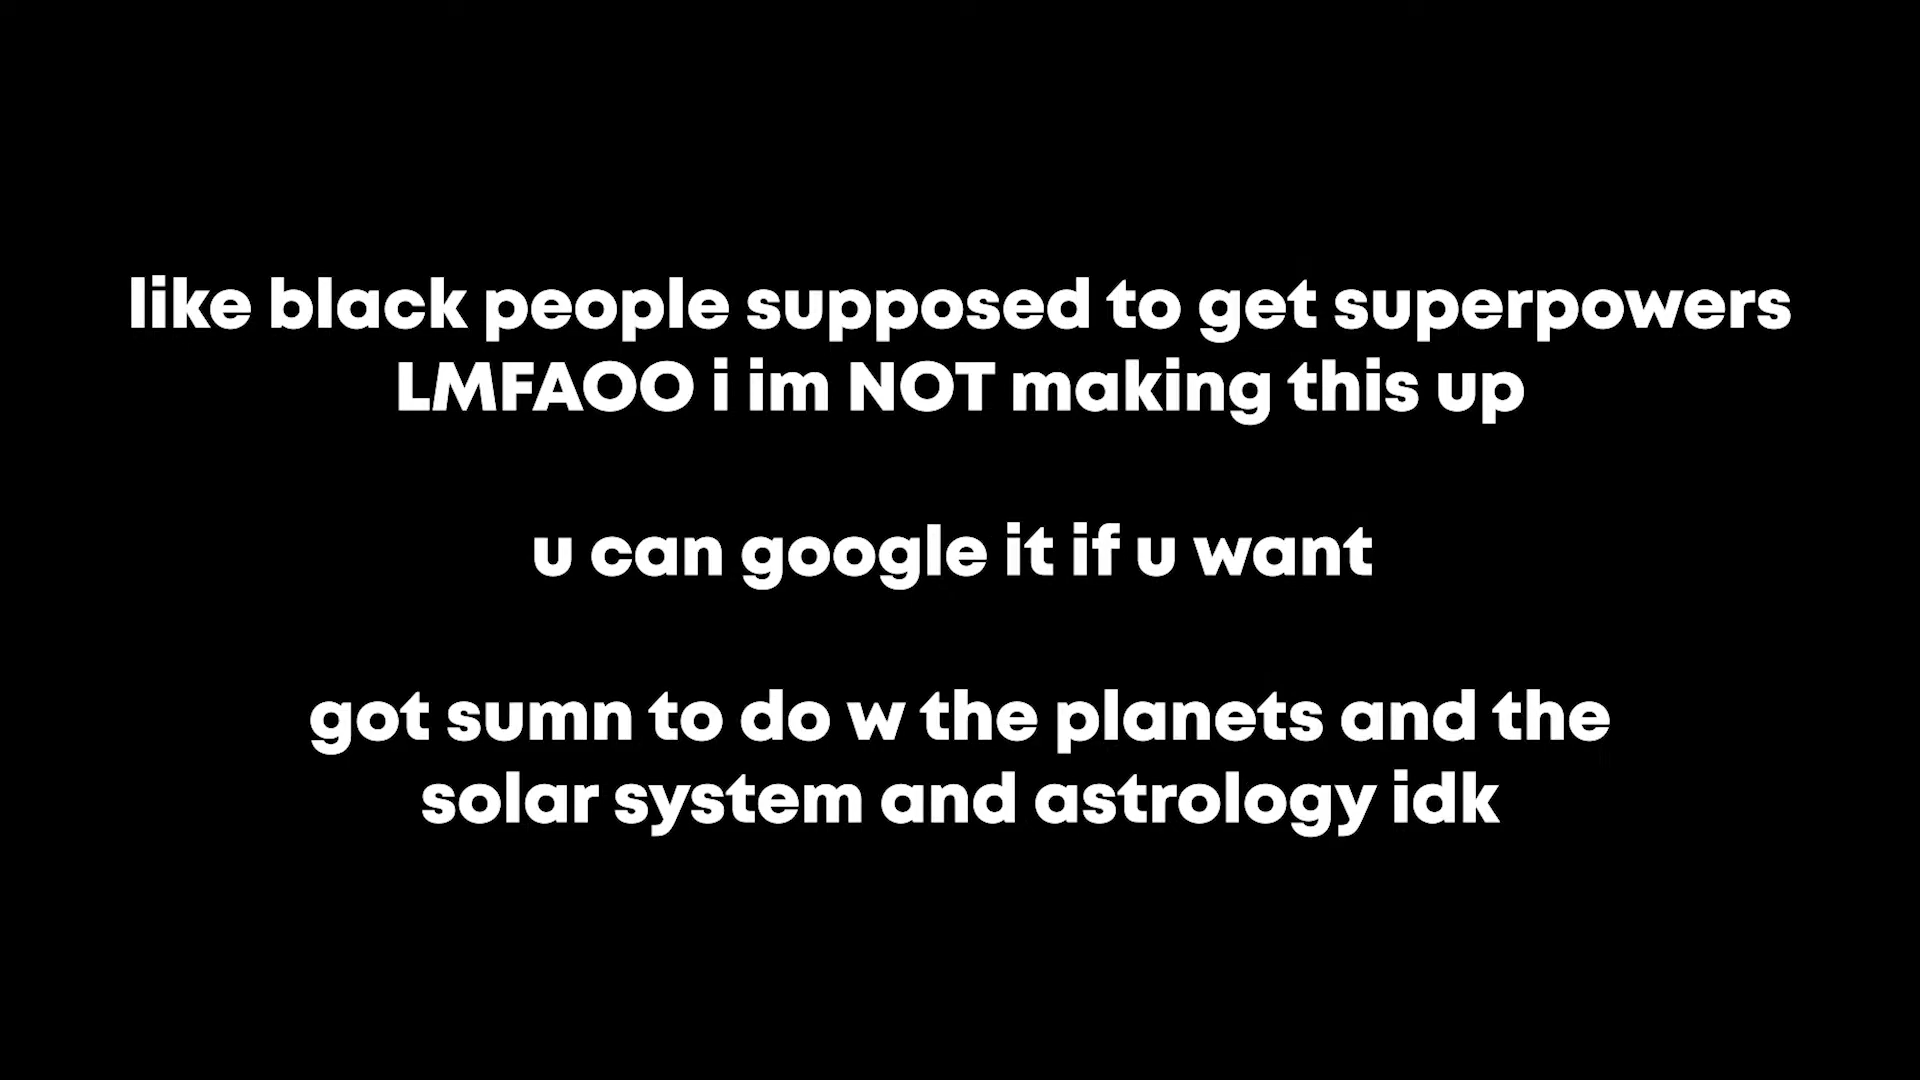 like black people supposed to get superpowers
LMFAOO i im NOT making this up
u can google it if u want
got sumn to do w the planets and the
solar system and astrology idk